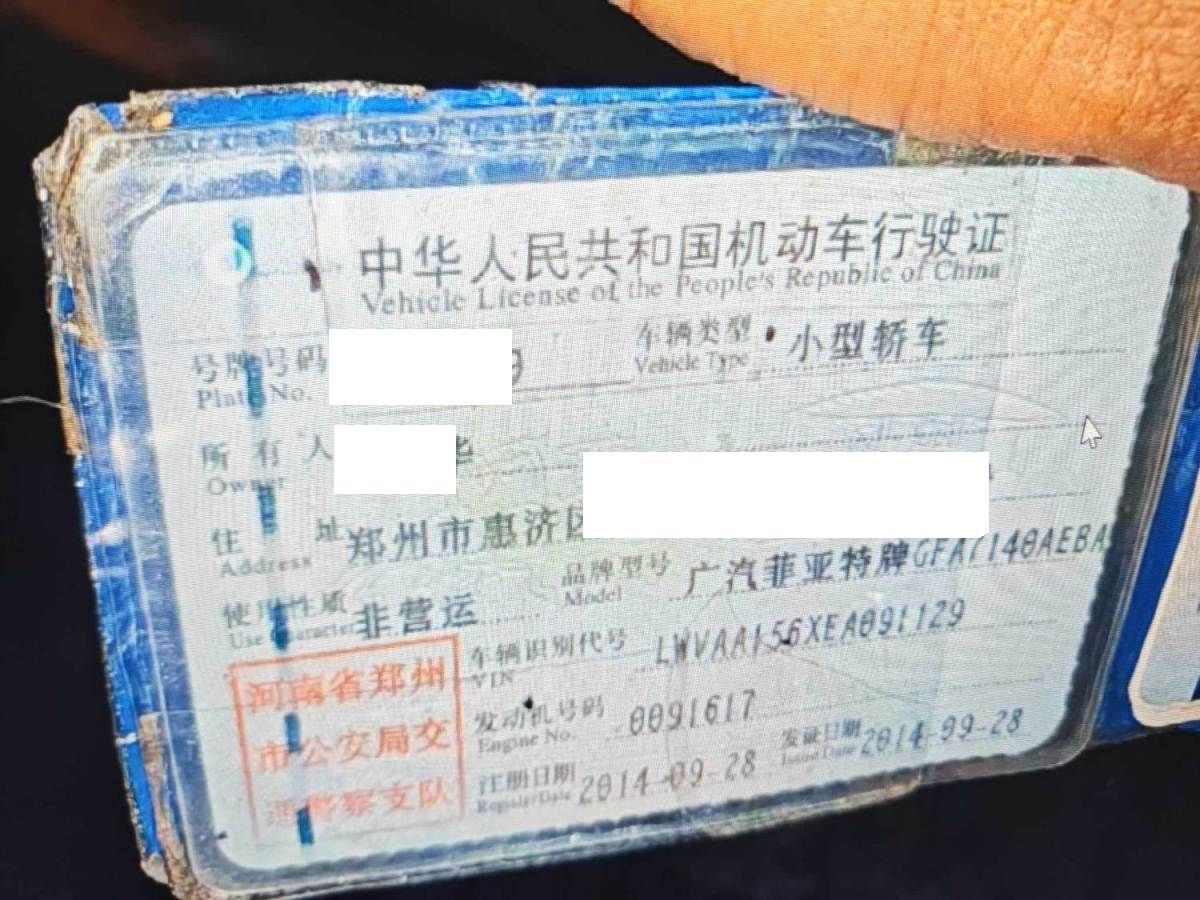 中华人民共和国机动车行驶证
Vehicle License of the People's Republic of China
号牌号码 车辆类型 小型轿车
Plate No. Vehicle Type
所有人
Owner
住址 郑州市惠济区
Address
品牌型号 广汽菲亚特牌GFA7140AEBA
Model
使用性质 非营运
Use Character
车辆识别代号 LWVAA156XEA091129
VIN
发动机号码 0091617
Engine No.
注册日期 2014-09-28 发证日期 2014-09-28
Register Date Issue Date
河南省郑州
市公安局交
通警察支队